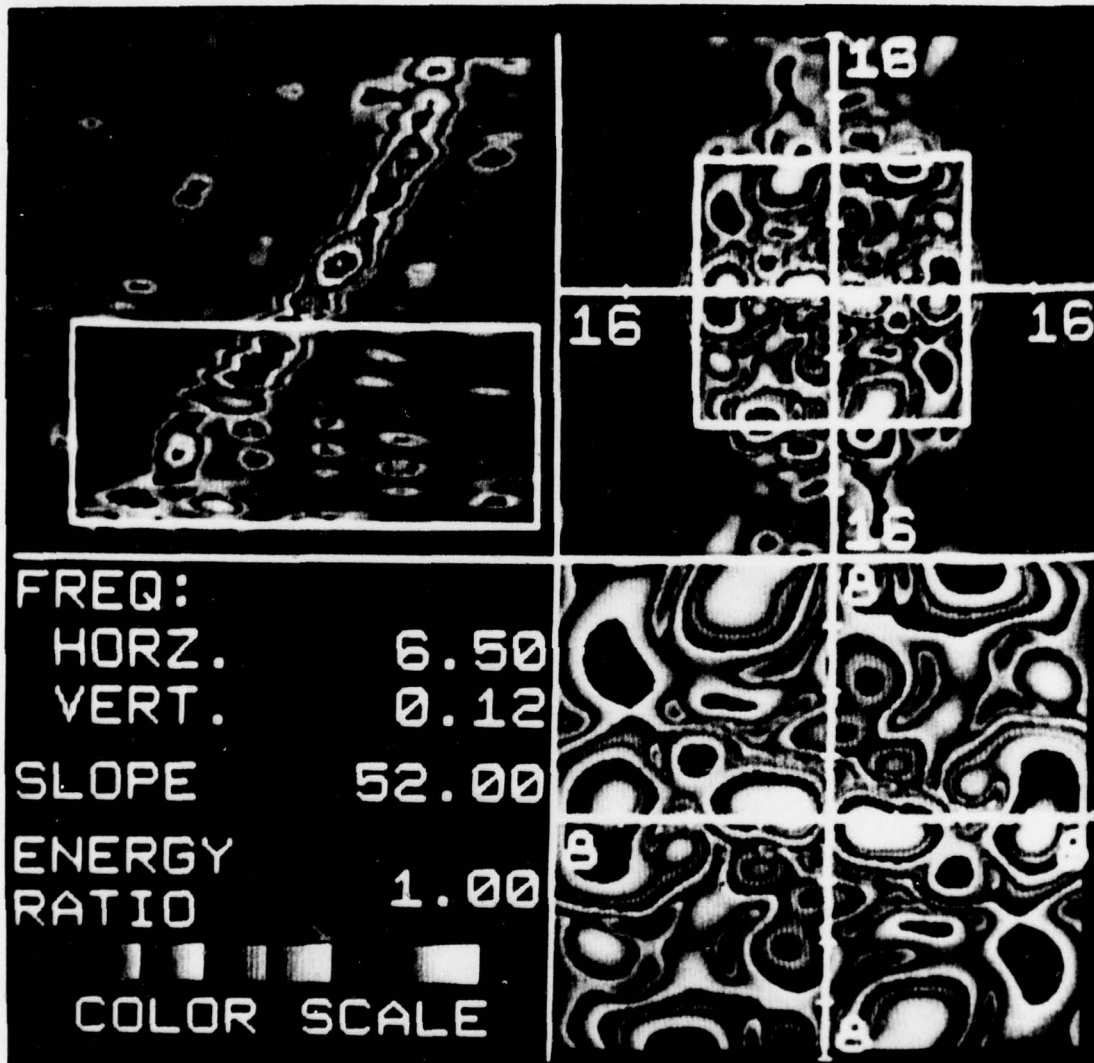 16
16 16
16
FREQ:
HORZ. 6.50
VERT. 0.12
SLOPE 52.00
ENERGY
RATIO 1.00
COLOR SCALE
8
8 8
8